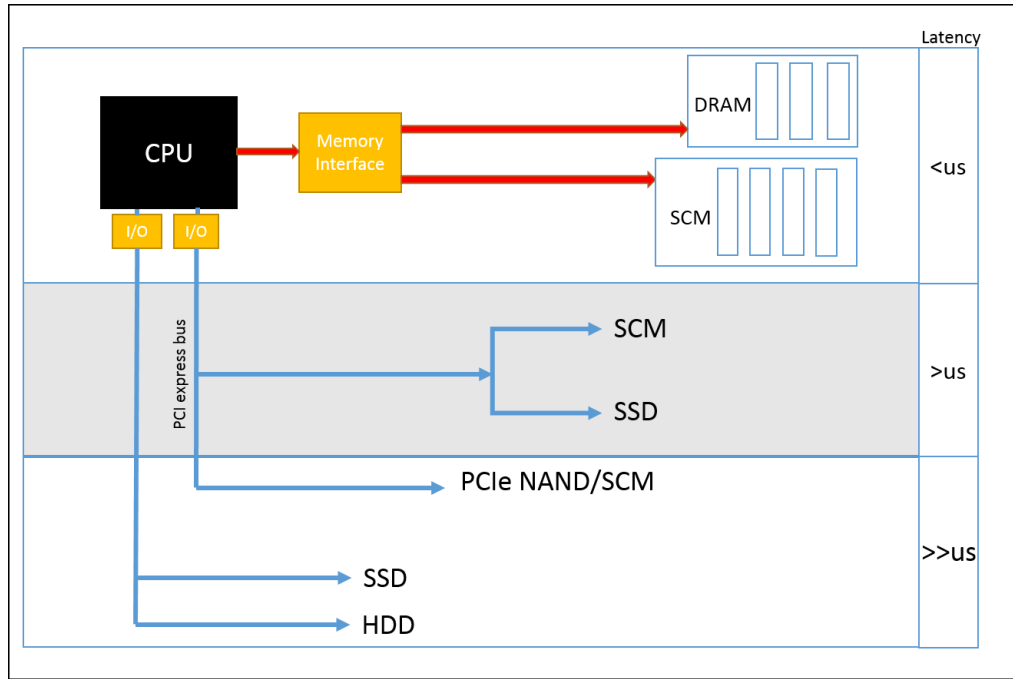 Latency
DRAM
CPU
Memory
Interface
<us
SCM
I/O
I/O
PCI express bus
SCM
>us
SSD
PCIe NAND/SCM
>>us
SSD
HDD